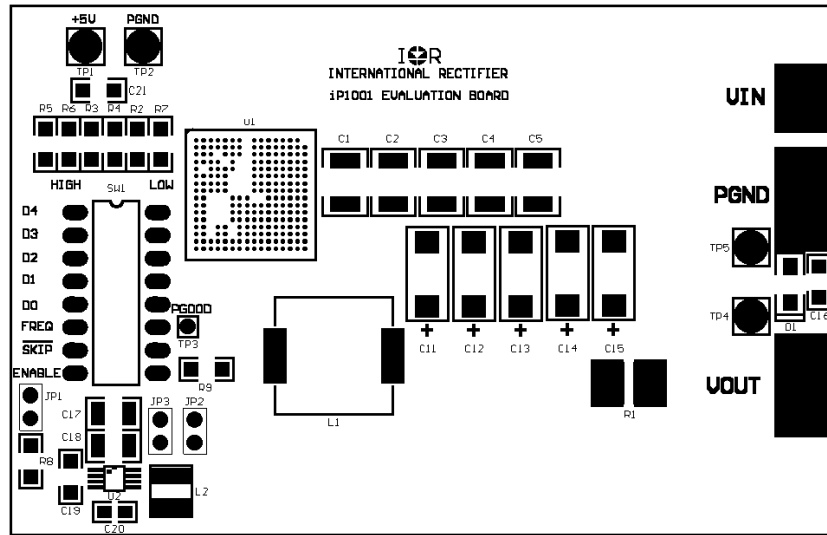 +5V PGND
TP1 TP2
C21
IOR
INTERNATIONAL RECTIFIER
iP1001 EVALUATION BOARD
VIN
R5 R6 R3 R4 R2 R7
U1
C1 C2 C3 C4 C5
HIGH SW1 LOW
PGND
D4
D3
D2
D1
D0
FREQ
SKIP
ENABLE
PGOOD
TP3
TP5
TP4
D1
C16
C11 C12 C13 C14 C15
R9
VOUT
JP1
C17
JP3 JP2
L1
R1
C18
R8
C19
U2
L2
C20